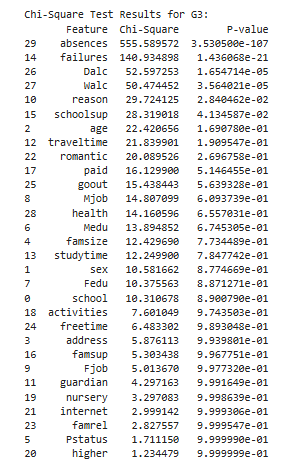 Chi-Square Test Results for G3:
Feature Chi-Square P-value
29 absences 555.589572 3.530500e-107
14 failures 140.934898 1.436068e-21
26 Dalc 52.597253 1.654714e-05
27 Walc 50.474452 3.564021e-05
10 reason 29.724125 2.840462e-02
15 schoolsup 28.319018 4.134587e-02
2 age 22.420656 1.690780e-01
12 traveltime 21.839901 1.909547e-01
22 romantic 20.089526 2.696758e-01
17 paid 16.129900 5.146455e-01
25 goout 15.438443 5.639328e-01
8 Mjob 14.807099 6.093739e-01
28 health 14.160596 6.557031e-01
6 Medu 13.894852 6.745305e-01
4 famsize 12.429690 7.734489e-01
13 studytime 12.249900 7.847742e-01
1 sex 10.581662 8.774669e-01
7 Fedu 10.375563 8.871271e-01
0 school 10.310678 8.900790e-01
18 activities 7.601049 9.743503e-01
24 freetime 6.483302 9.893048e-01
3 address 5.876113 9.939801e-01
16 famsup 5.303438 9.967751e-01
9 Fjob 5.013670 9.977320e-01
11 guardian 4.297163 9.991649e-01
19 nursery 3.297083 9.998639e-01
21 internet 2.999142 9.999306e-01
23 famrel 2.827557 9.999547e-01
5 Pstatus 1.711150 9.999990e-01
20 higher 1.234479 9.999999e-01